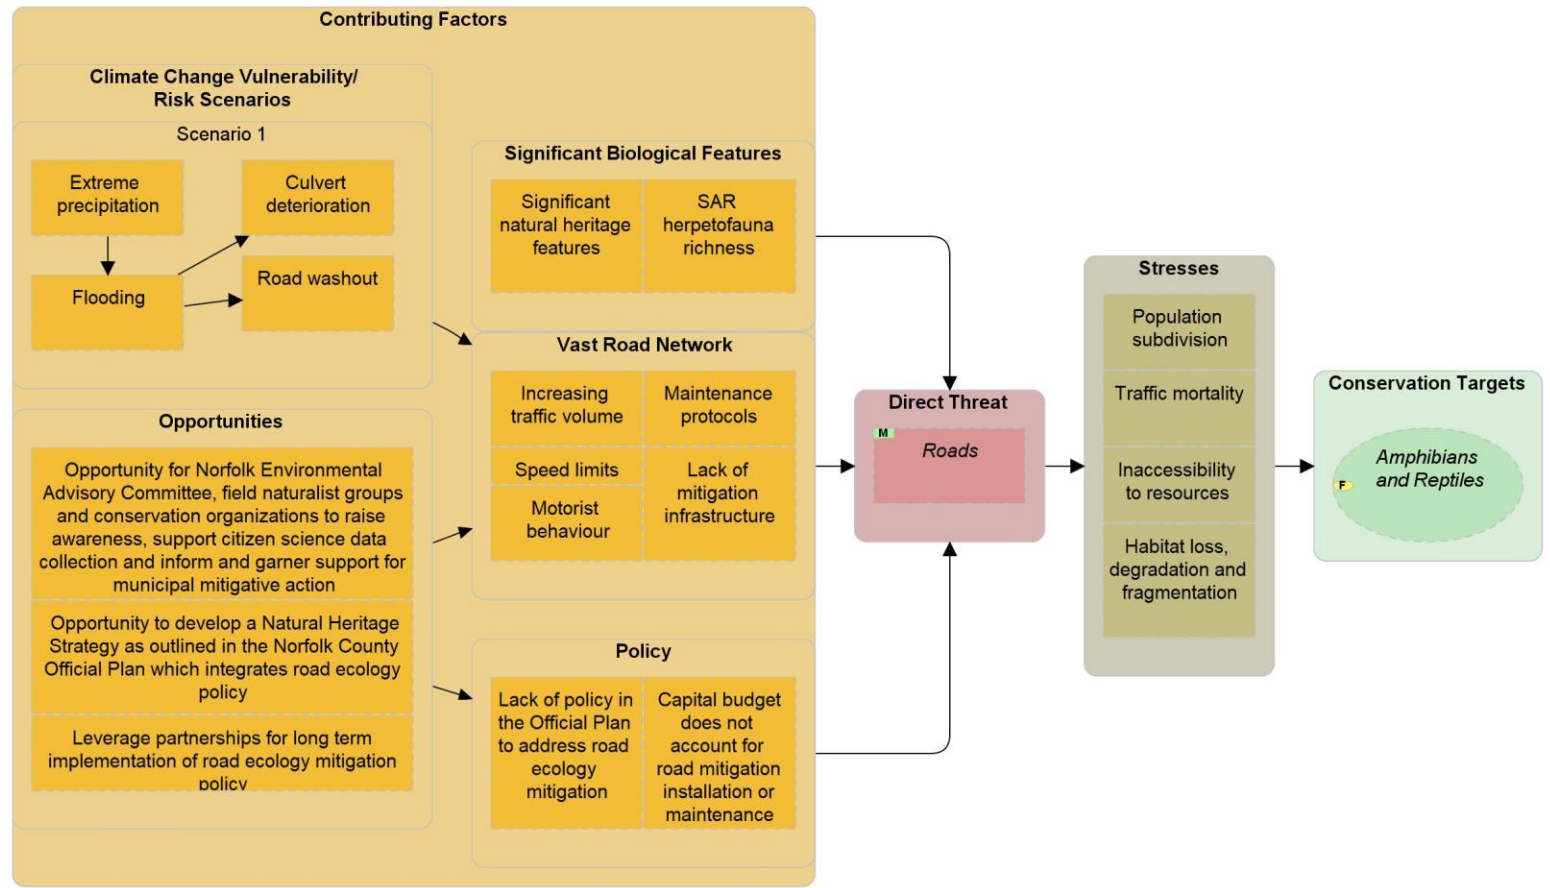 Contributing Factors
Climate Change Vulnerability/
Risk Scenarios
Scenario 1
Extreme
precipitation
Culvert
deterioration
Flooding
Road washout
Opportunities
Opportunity for Norfolk Environmental
Advisory Committee, field naturalist groups
and conservation organizations to raise
awareness, support citizen science data
collection and inform and garner support for
municipal mitigative action
Opportunity to develop a Natural Heritage
Strategy as outlined in the Norfolk County
Official Plan which integrates road ecology
policy
Leverage partnerships for long term
implementation of road ecology mitigation
policy
Significant Biological Features
Significant
natural heritage
features
SAR
herpetofauna
richness
Vast Road Network
Increasing
traffic volume
Maintenance
protocols
Speed limits
Motorist
behaviour
Lack of
mitigation
infrastructure
Policy
Lack of policy in
the Official Plan
to address road
ecology
mitigation
Capital budget
does not
account for
road mitigation
installation or
maintenance
Direct Threat
M
Roads
Stresses
Population
subdivision
Traffic mortality
Inaccessibility
to resources
Habitat loss,
degradation and
fragmentation
Conservation Targets
F
Amphibians
and Reptiles